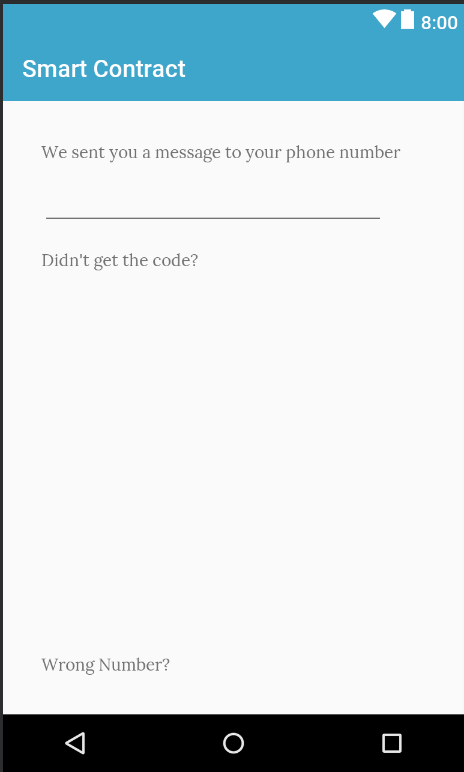 8:00
Smart Contract
We sent you a message to your phone number
Didn't get the code?
Wrong Number?